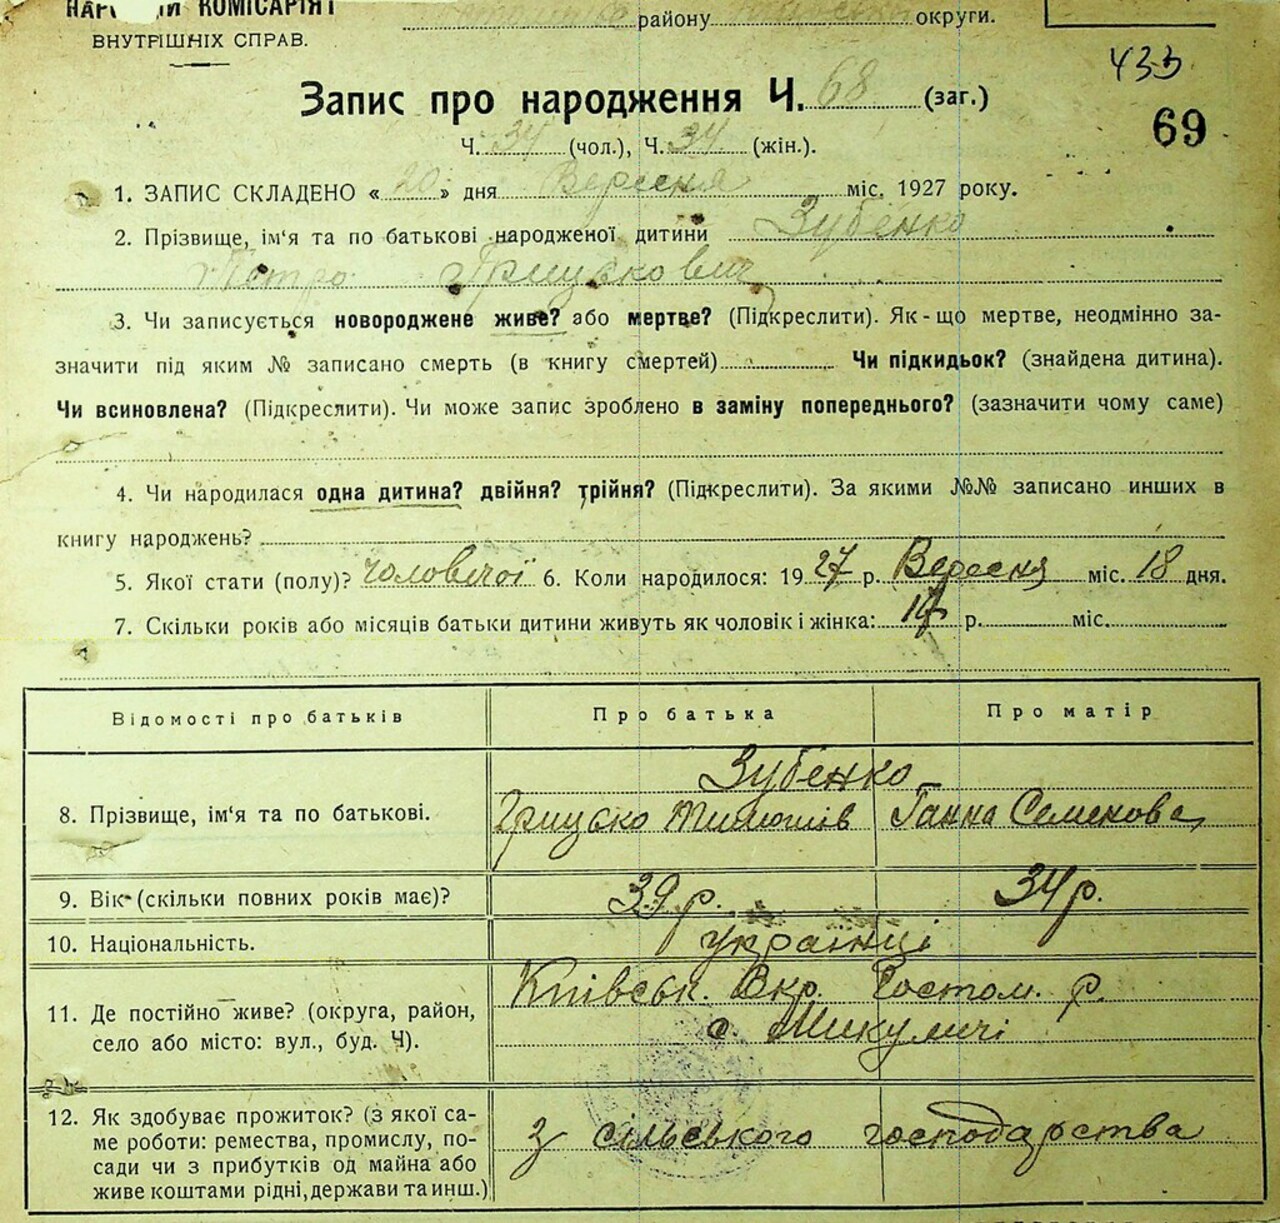 НАРОДНІЙ КОМІСАРІЯТ
ВНУТРІШНІХ СПРАВ.
району округи.
433
69
Запис про народження Ч. 68 (заг.)
Ч. 34 (чол.), Ч. 34 (жін.).
1. ЗАПИС СКЛАДЕНО « 20 » дня Вересня міс. 1927 року.
2. Прізвище, ім'я та по батькові народженої дитини Зубенко
Петро Грицькович
3. Чи записується новороджене живе? або мертве? (Підкреслити). Як-що мертве, неодмінно за-
значити під яким № записано смерть (в книгу смертей) Чи підкидьок? (знайдена дитина).
Чи всиновлена? (Підкреслити). Чи може запис зроблено в заміну попереднього? (зазначити чому саме)
4. Чи народилася одна дитина? двійня? трійня? (Підкреслити). За якими №№ записано инших в
книгу народжень?
5. Якої стати (полу)? чоловічої 6. Коли народилося: 1927 р. Вересня міс. 18 дня.
7. Скільки років або місяців батьки дитини живуть як чоловік і жінка: р. міс.
Відомості про батьків Про батька Про матір
Зубенко
8. Прізвище, ім'я та по батькові. Грицько Тимошів Ганна Семенова
9. Вік (скільки повних років має)? 39 р. 34 р.
10. Національність. українці
11. Де постійно живе? (округа, район, село або місто: вул., буд. Ч). Київськ. Окр. Гостом. р.
с. Микуличі
12. Як здобуває прожиток? (з якої са-
ме роботи: ремества, промислу, по- З сільського господарства
сади чи з прибутків од майна або
живе коштами рідні, держави та инш.)